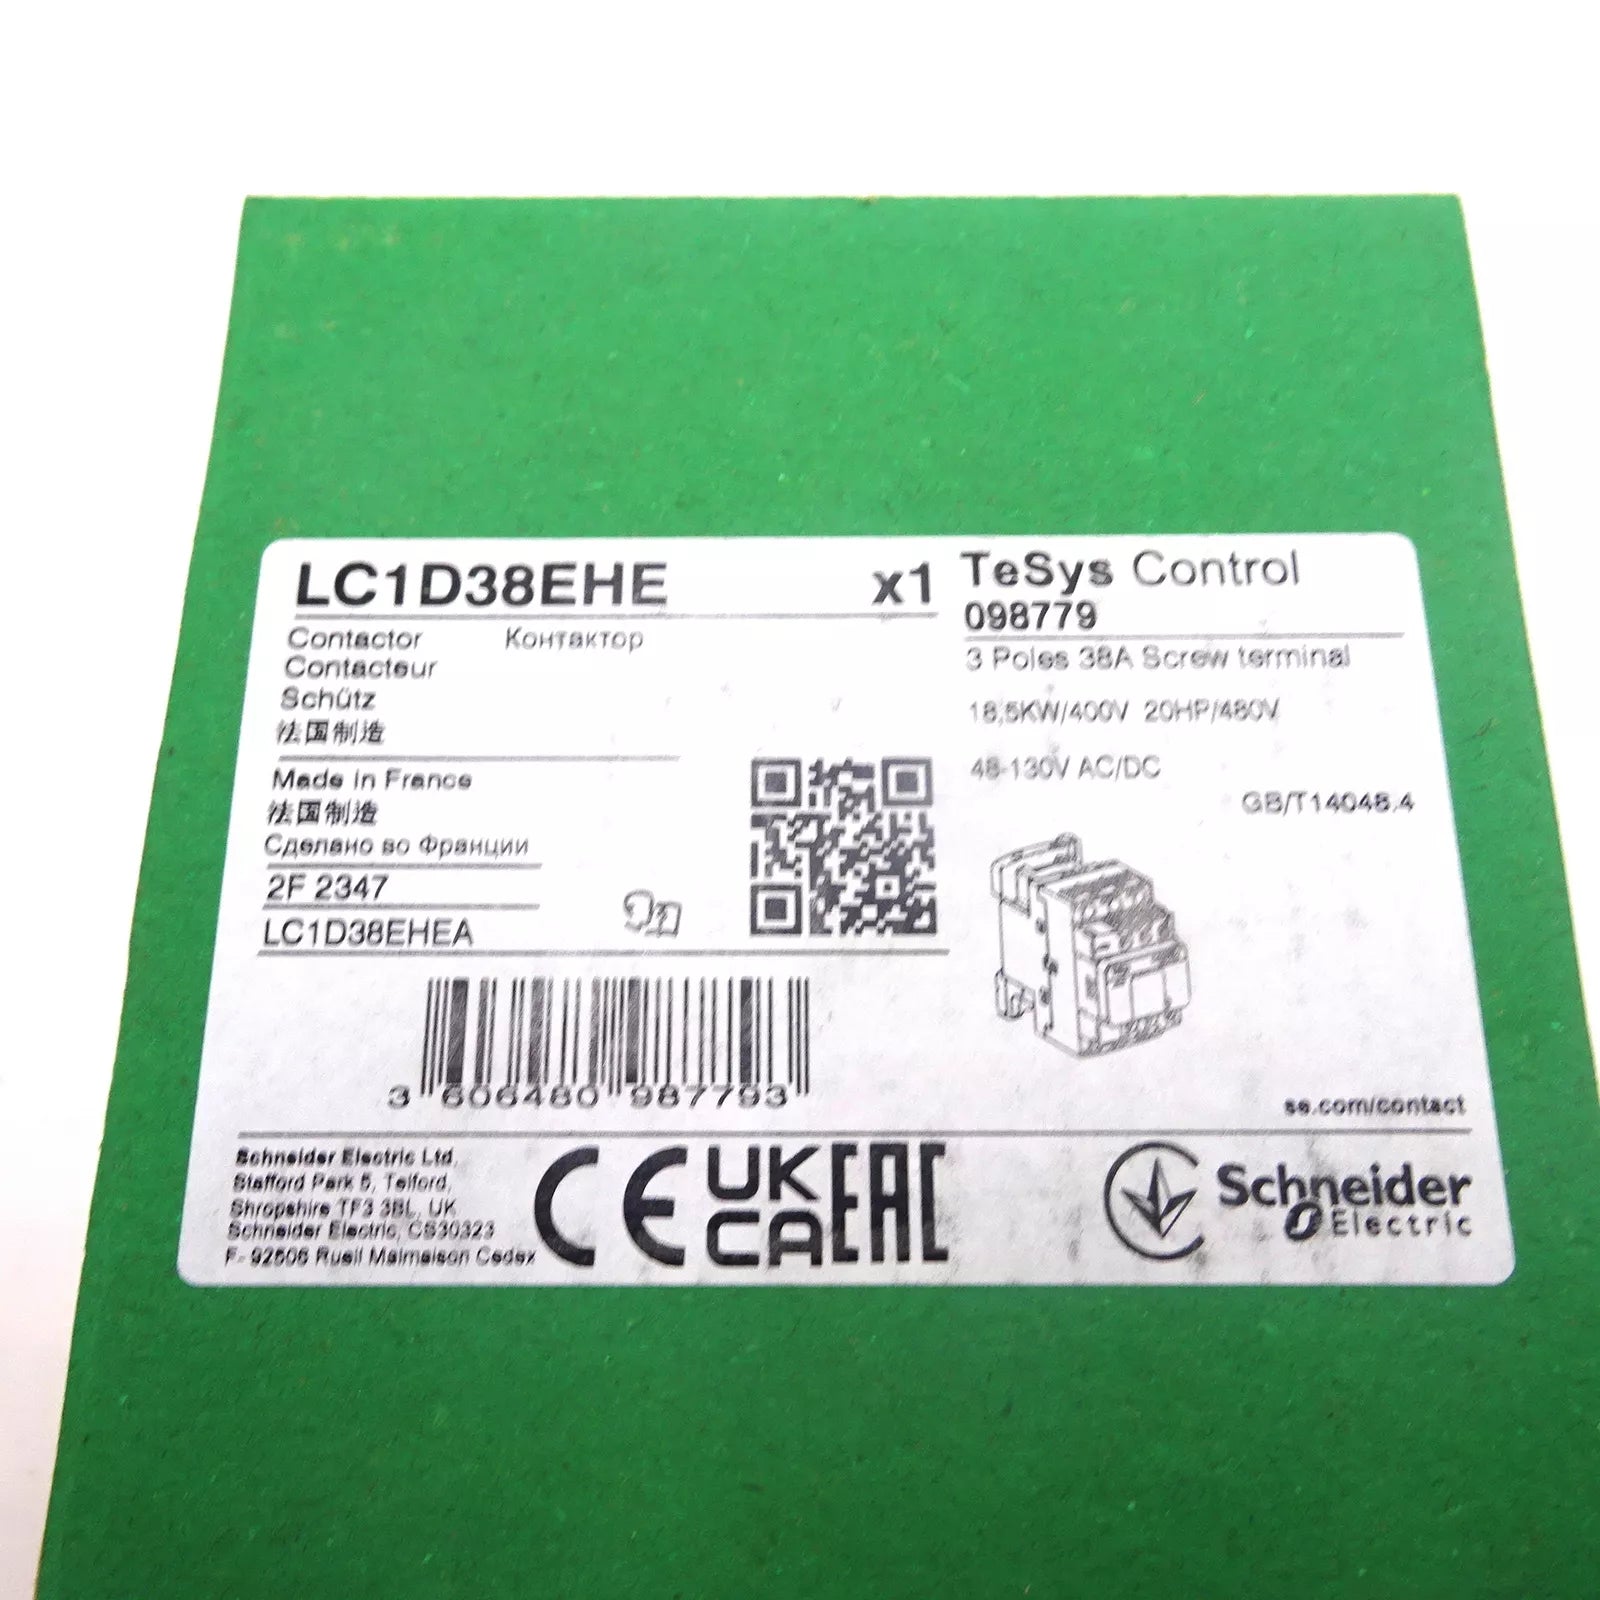 LC1D38EHE x1
Contactor Контактор
Contacteur
Schütz
法国制造
Made in France
法国制造
Сделано во Франции
2F 2347
LC1D38EHEA
3 606480 987793
TeSys Control
098779
3 Poles 38A Screw terminal
18,5KW/400V 20HP/480V
48-130V AC/DC
GB/T14048.4
se.com/contact
Schneider Electric Ltd.
Stafford Park 5, Telford,
Shropshire TF3 3BL, UK
Schneider Electric, CS30323
F- 92506 Rueil Malmaison Cedex
CE UK CA EAC
Schneider
Electric